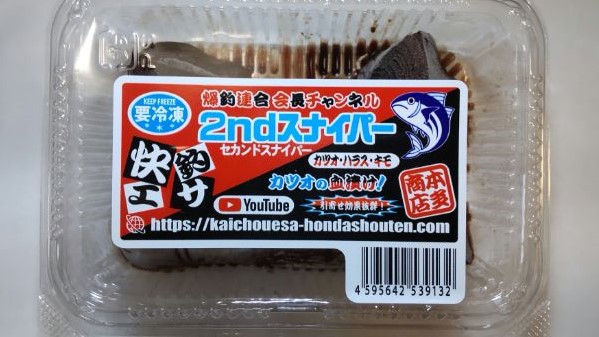 KEEP FREEZE
要冷凍
爆釣連合 会長チャンネル
2ndスナイパー
セカンドスナイパー
カツオ・ハラス・キモ
快釣
エサ
カツオの血漬け!
YouTube
引寄せ効果抜群!
本多
商店
https://kaichouesa-hondashouten.com
4 595642 539132